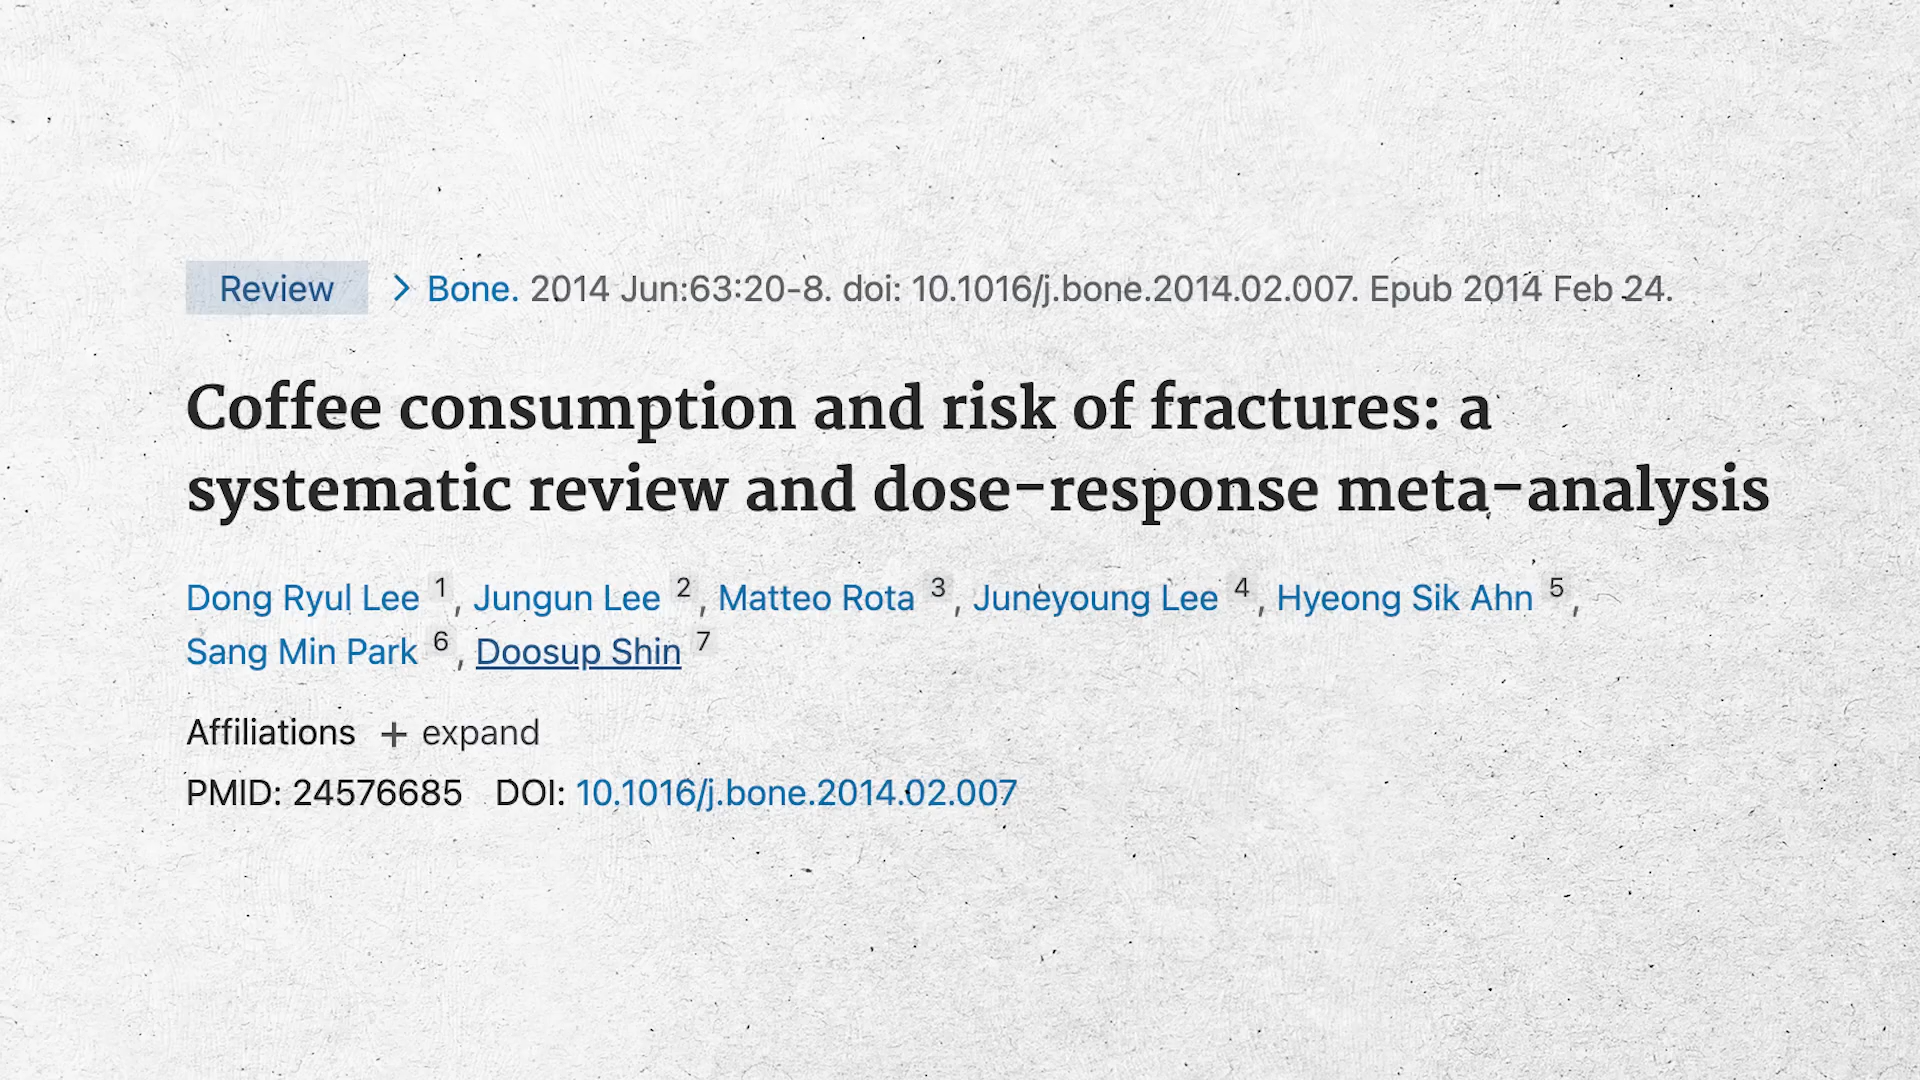 Review > Bone. 2014 Jun:63:20-8. doi: 10.1016/j.bone.2014.02.007. Epub 2014 Feb 24.
Coffee consumption and risk of fractures: a
systematic review and dose-response meta-analysis
Dong Ryul Lee 1, Jungun Lee 2, Matteo Rota 3, Juneyoung Lee 4, Hyeong Sik Ahn 5,
Sang Min Park 6, Doosup Shin 7
Affiliations + expand
PMID: 24576685 DOI: 10.1016/j.bone.2014.02.007